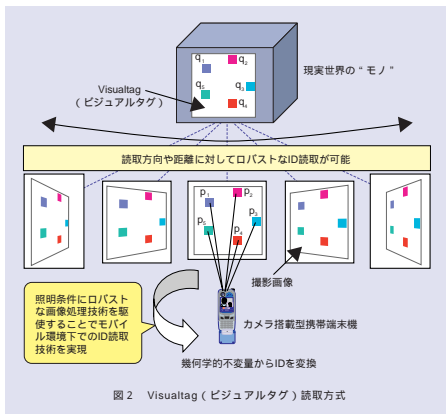 q1
q2
q3
q5
q4
現実世界の“モノ”
Visualtag
（ビジュアルタグ）
読取方向や距離に対してロバストなID読取が可能
p1
p2
p3
p5
p4
撮影画像
照明条件にロバスト
な画像処理技術を駆
使することでモバイル
環境下でのID読取
技術を実現
カメラ搭載型携帯端末機
幾何学的不変量からIDを変換
図2　Visualtag（ビジュアルタグ）読取方式